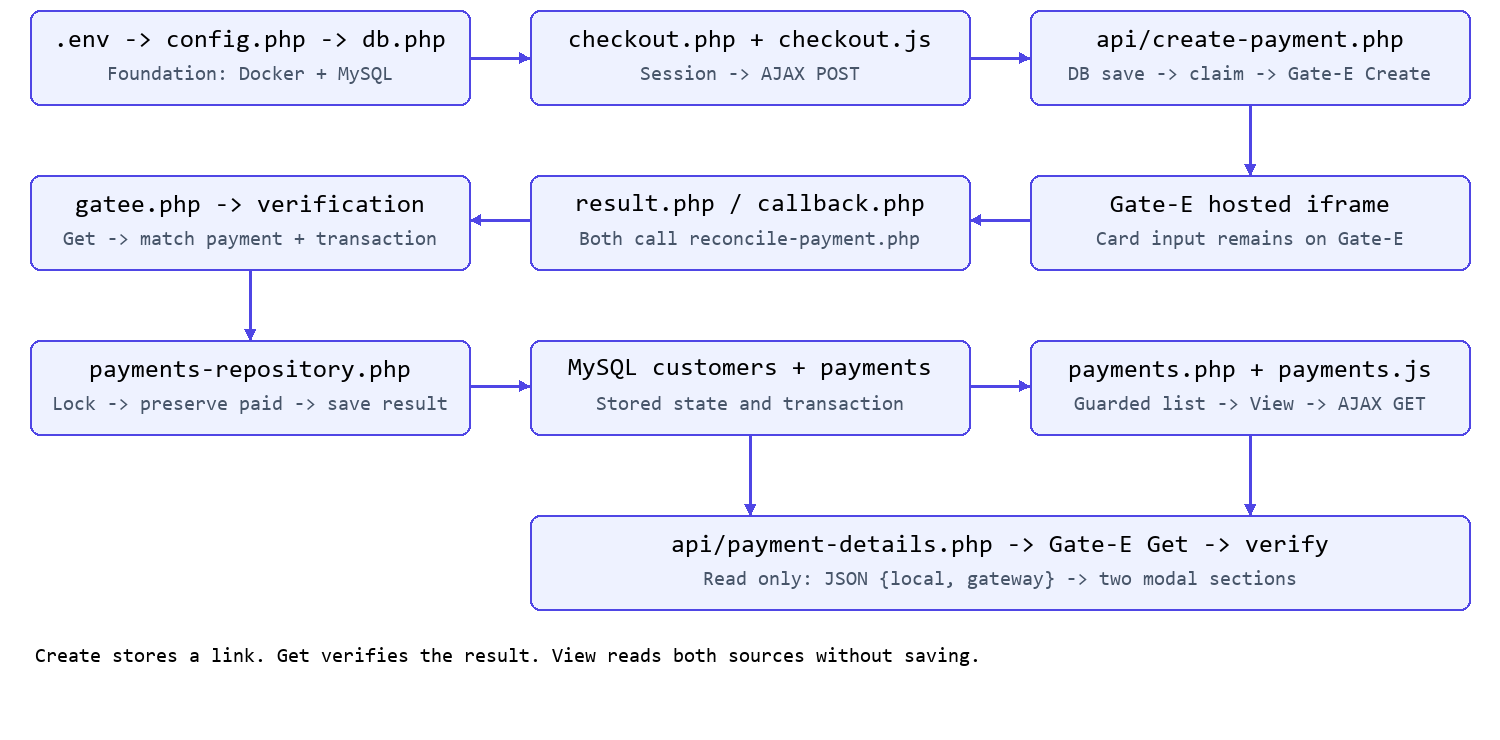 .env -> config.php -> db.php
Foundation: Docker + MySQL
checkout.php + checkout.js
Session -> AJAX POST
api/create-payment.php
DB save -> claim -> Gate-E Create
Gate-E hosted iframe
Card input remains on Gate-E
result.php / callback.php
Both call reconcile-payment.php
gatee.php -> verification
Get -> match payment + transaction
payments-repository.php
Lock -> preserve paid -> save result
MySQL customers + payments
Stored state and transaction
payments.php + payments.js
Guarded list -> View -> AJAX GET
api/payment-details.php -> Gate-E Get -> verify
Read only: JSON {local, gateway} -> two modal sections
Create stores a link. Get verifies the result. View reads both sources without saving.